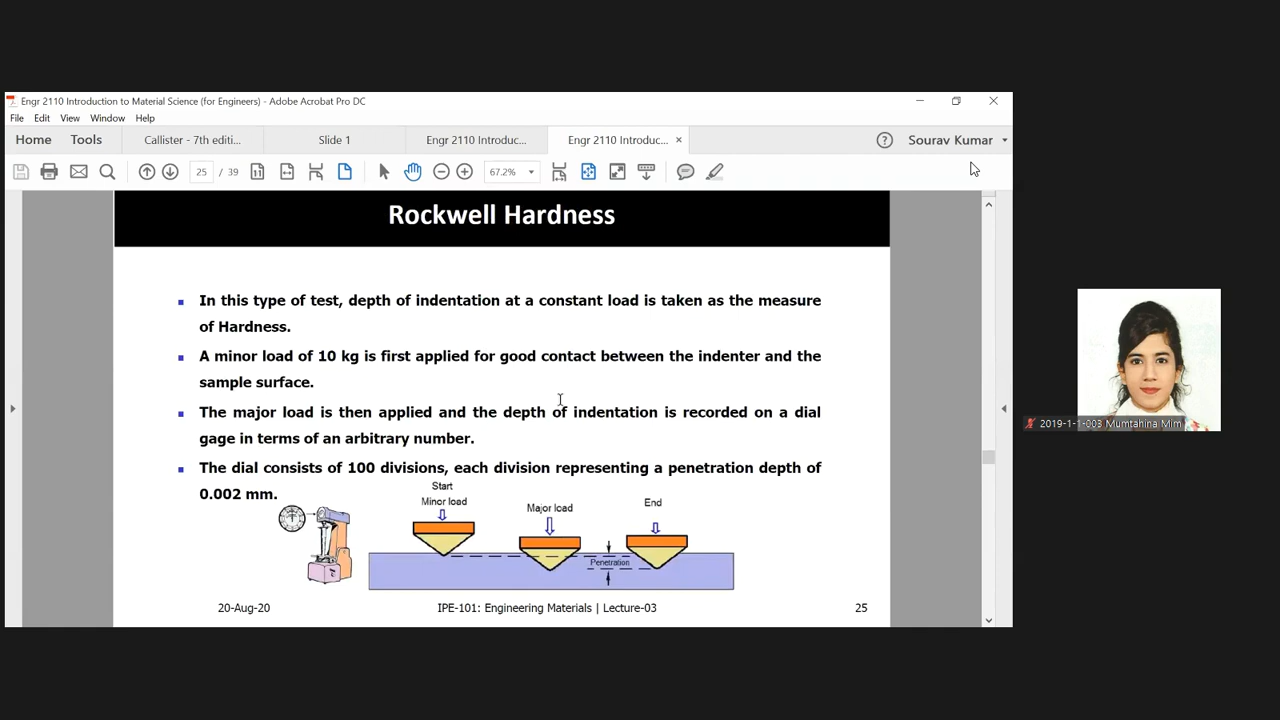 Engr 2110 Introduction to Material Science (for Engineers) - Adobe Acrobat Pro DC
File Edit View Window Help
Home Tools Callister - 7th editi... Slide 1 Engr 2110 Introduc... Engr 2110 Introduc... × Sourav Kumar
25 / 39 67.2%
Rockwell Hardness
▪ In this type of test, depth of indentation at a constant load is taken as the measure
of Hardness.
▪ A minor load of 10 kg is first applied for good contact between the indenter and the
sample surface.
▪ The major load is then applied and the depth of indentation is recorded on a dial
gage in terms of an arbitrary number.
▪ The dial consists of 100 divisions, each division representing a penetration depth of
0.002 mm.
Start
Minor load
Major load
End
Penetration
20-Aug-20 IPE-101: Engineering Materials | Lecture-03 25
2019-1-1-003 Mumtahina Mim